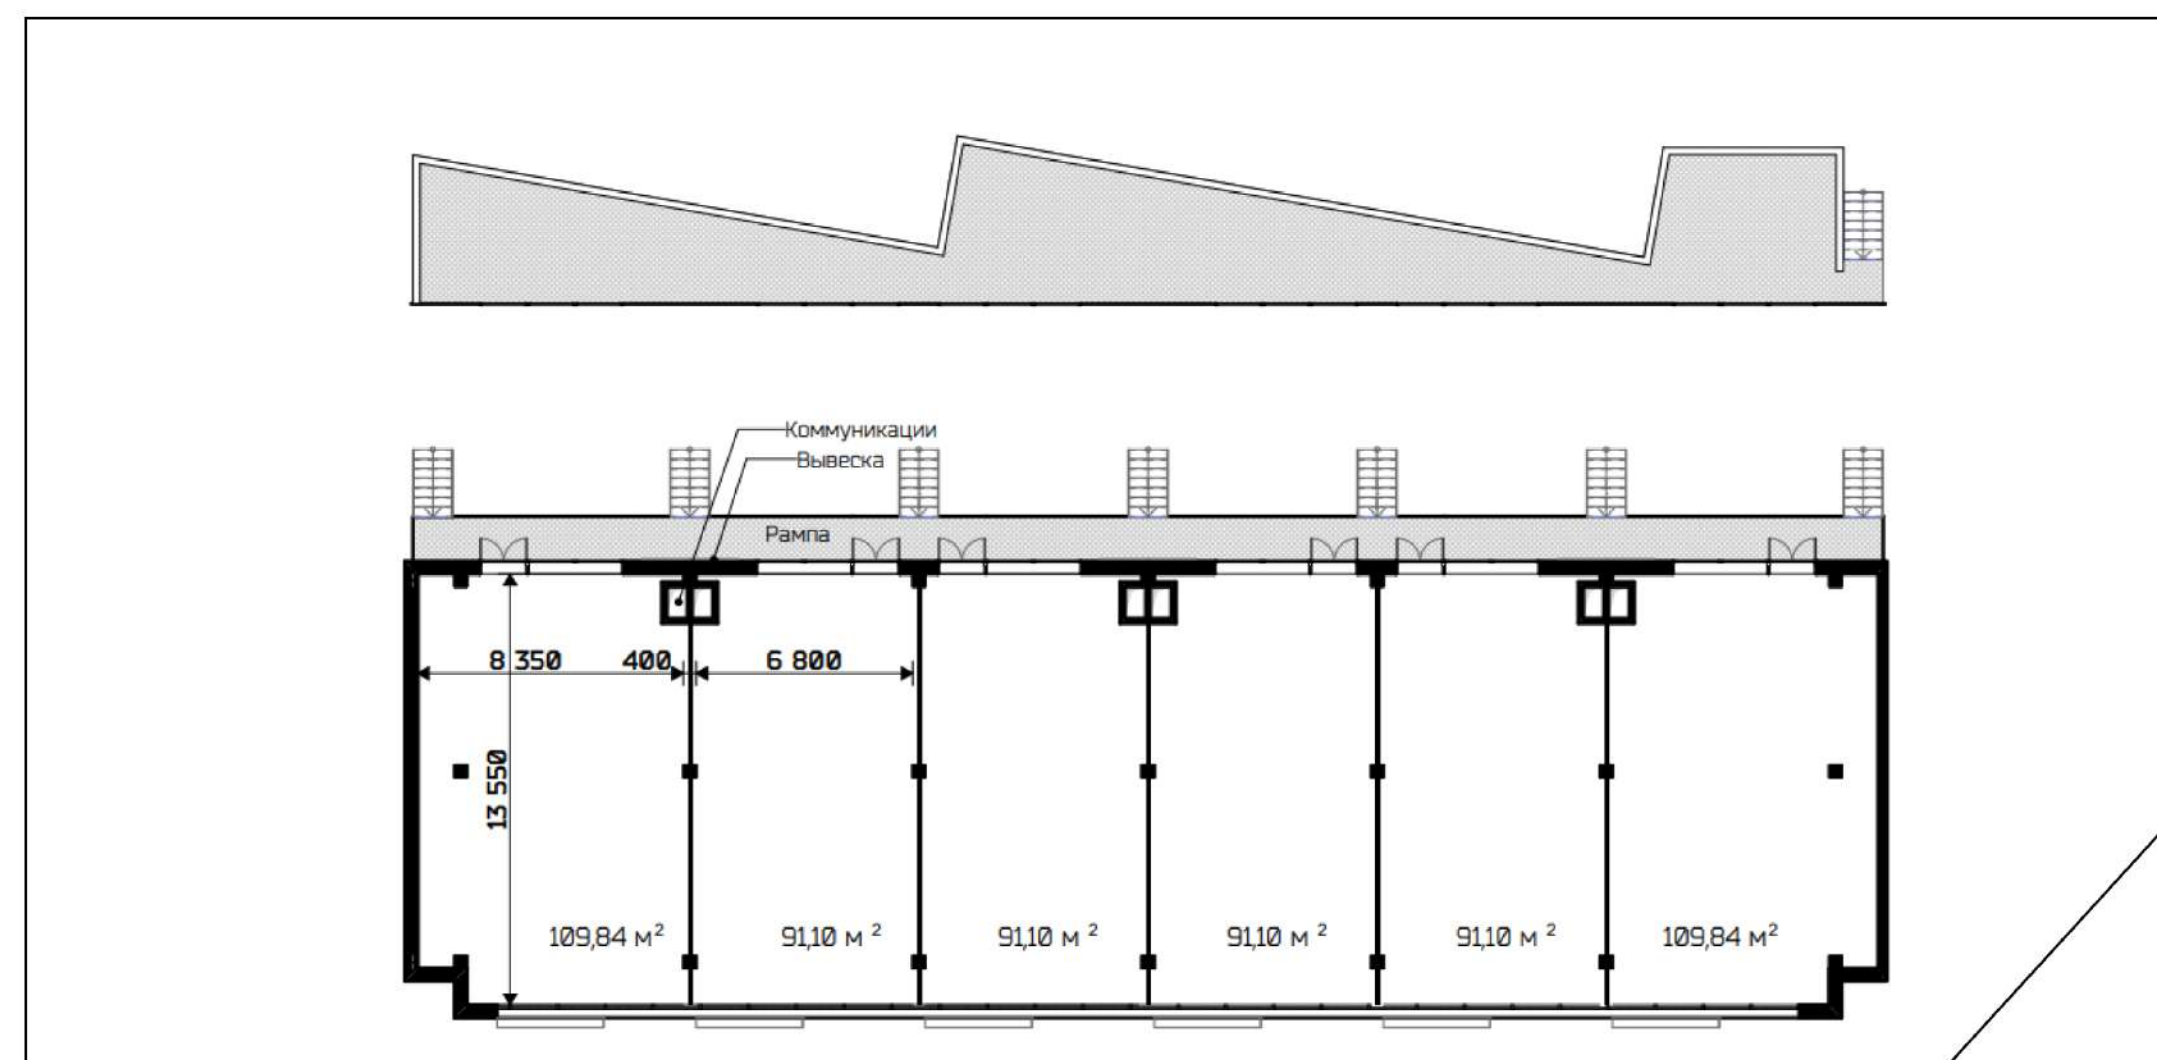 Коммуникации
Вывеска
Рампа
8 350 400 6 800
13 550
109,84 м² 91,10 м ² 91,10 м ² 91,10 м ² 91,10 м ² 109,84 м²